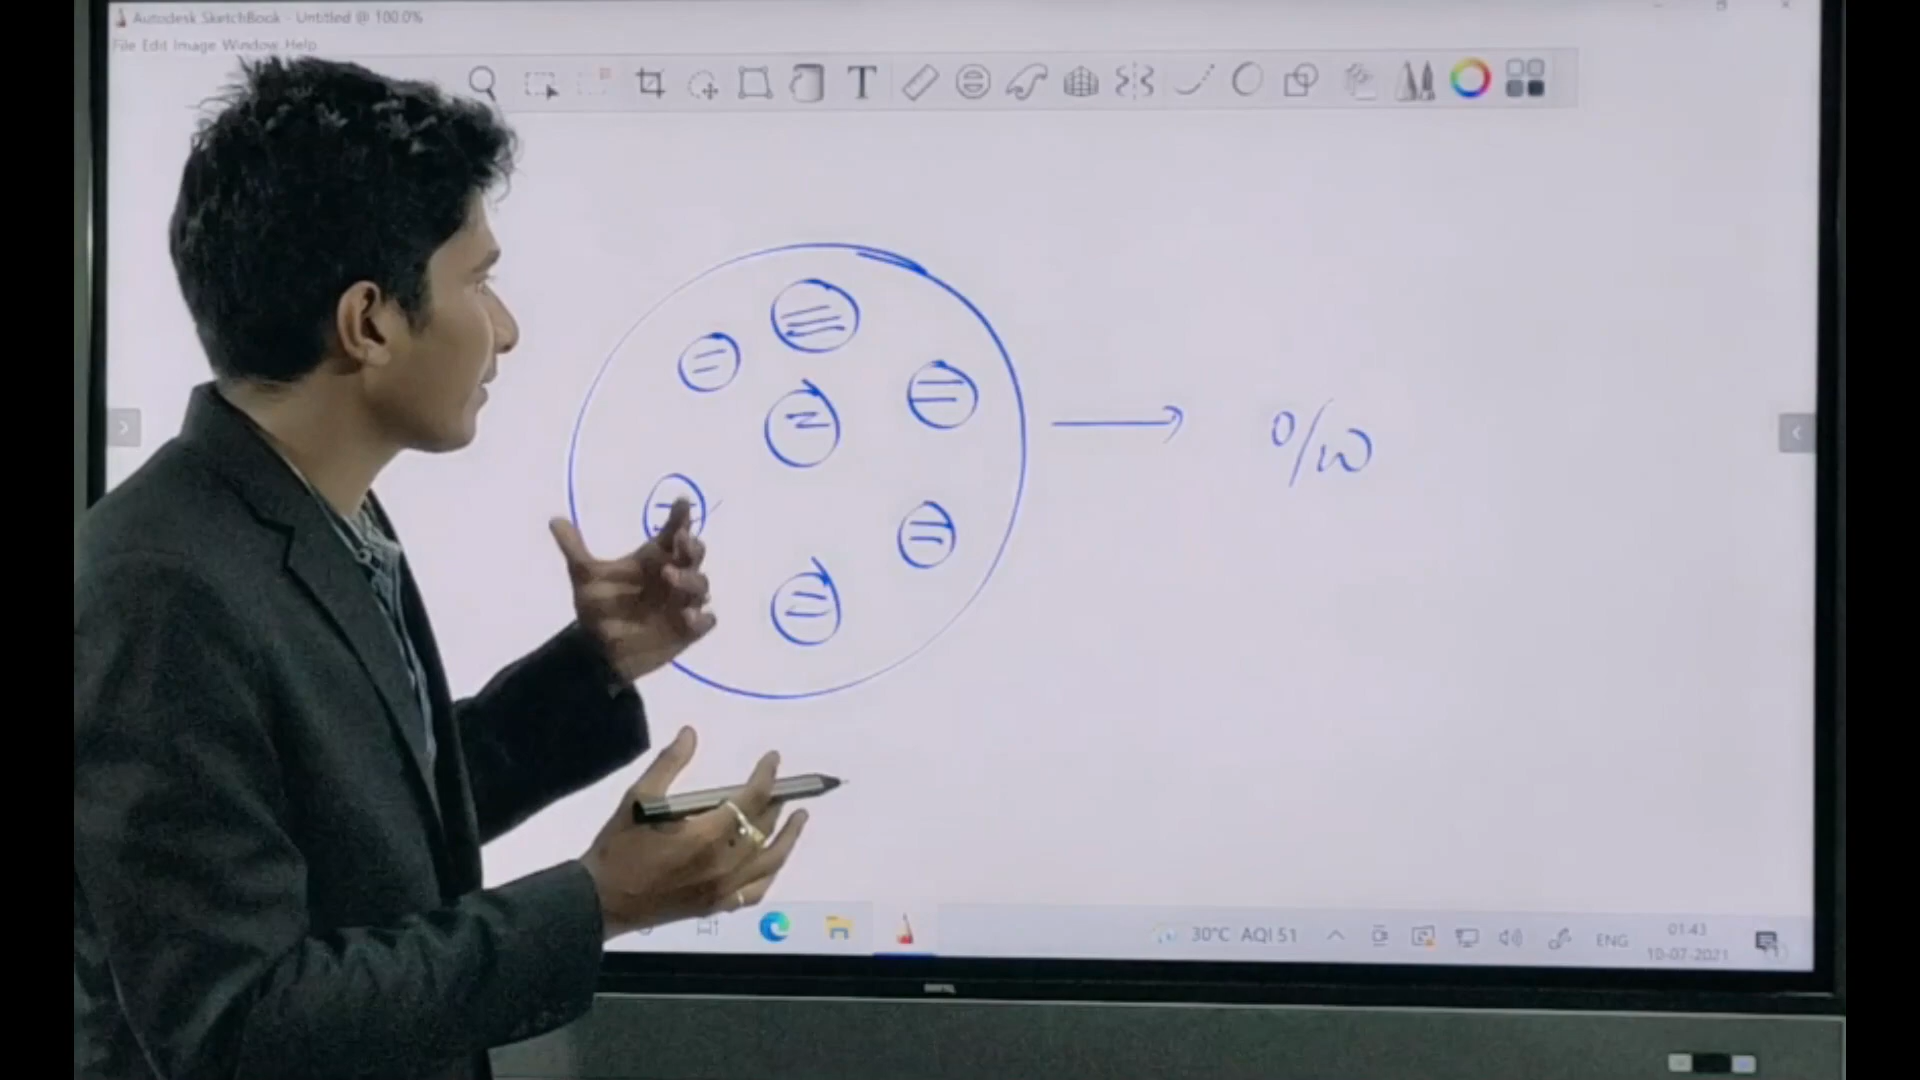 Autodesk SketchBook - Untitled @ 100.0%
File Edit Image Window Help
T
O/W
30°C AQI 51
ENG
01:43
10-07-2021
BenQ